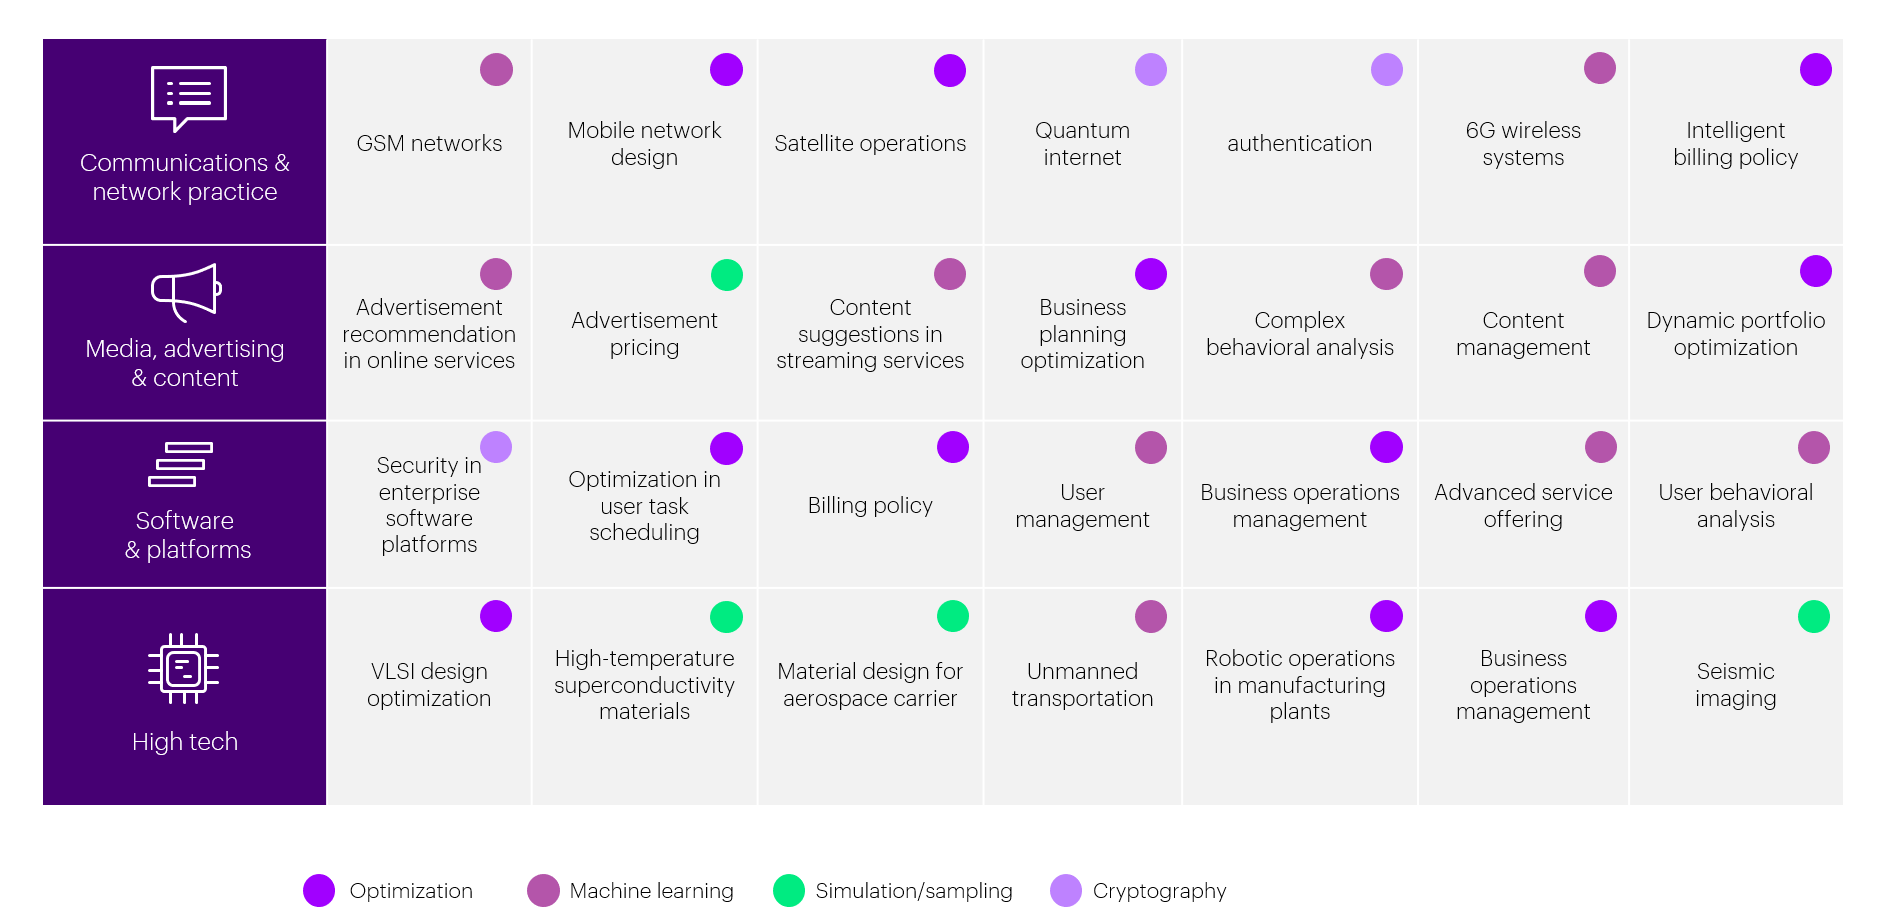 Communications &
network practice
GSM networks
Mobile network
design
Satellite operations
Quantum
internet
authentication
6G wireless
systems
Intelligent
billing policy
Media, advertising
& content
Advertisement
recommendation
in online services
Advertisement
pricing
Content
suggestions in
streaming services
Business
planning
optimization
Complex
behavioral analysis
Content
management
Dynamic portfolio
optimization
Software
& platforms
Security in
enterprise
software
platforms
Optimization in
user task
scheduling
Billing policy
User
management
Business operations
management
Advanced service
offering
User behavioral
analysis
High tech
VLSI design
optimization
High-temperature
superconductivity
materials
Material design for
aerospace carrier
Unmanned
transportation
Robotic operations
in manufacturing
plants
Business
operations
management
Seismic
imaging
Optimization
Machine learning
Simulation/sampling
Cryptography